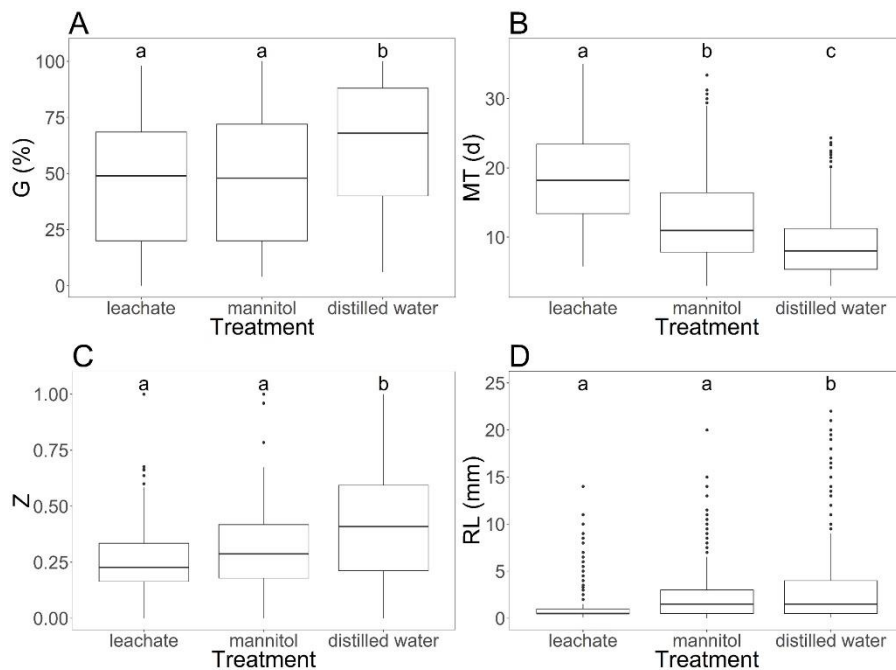 A
a a b
100
75
50
25
0
G (%)
leachate mannitol distilled water
Treatment
B
a b c
30
20
10
MT (d)
leachate mannitol distilled water
Treatment
C
a a b
1.00
0.75
0.50
0.25
0.00
Z
leachate mannitol distilled water
Treatment
D
25
a a b
20
15
10
5
0
RL (mm)
leachate mannitol distilled water
Treatment